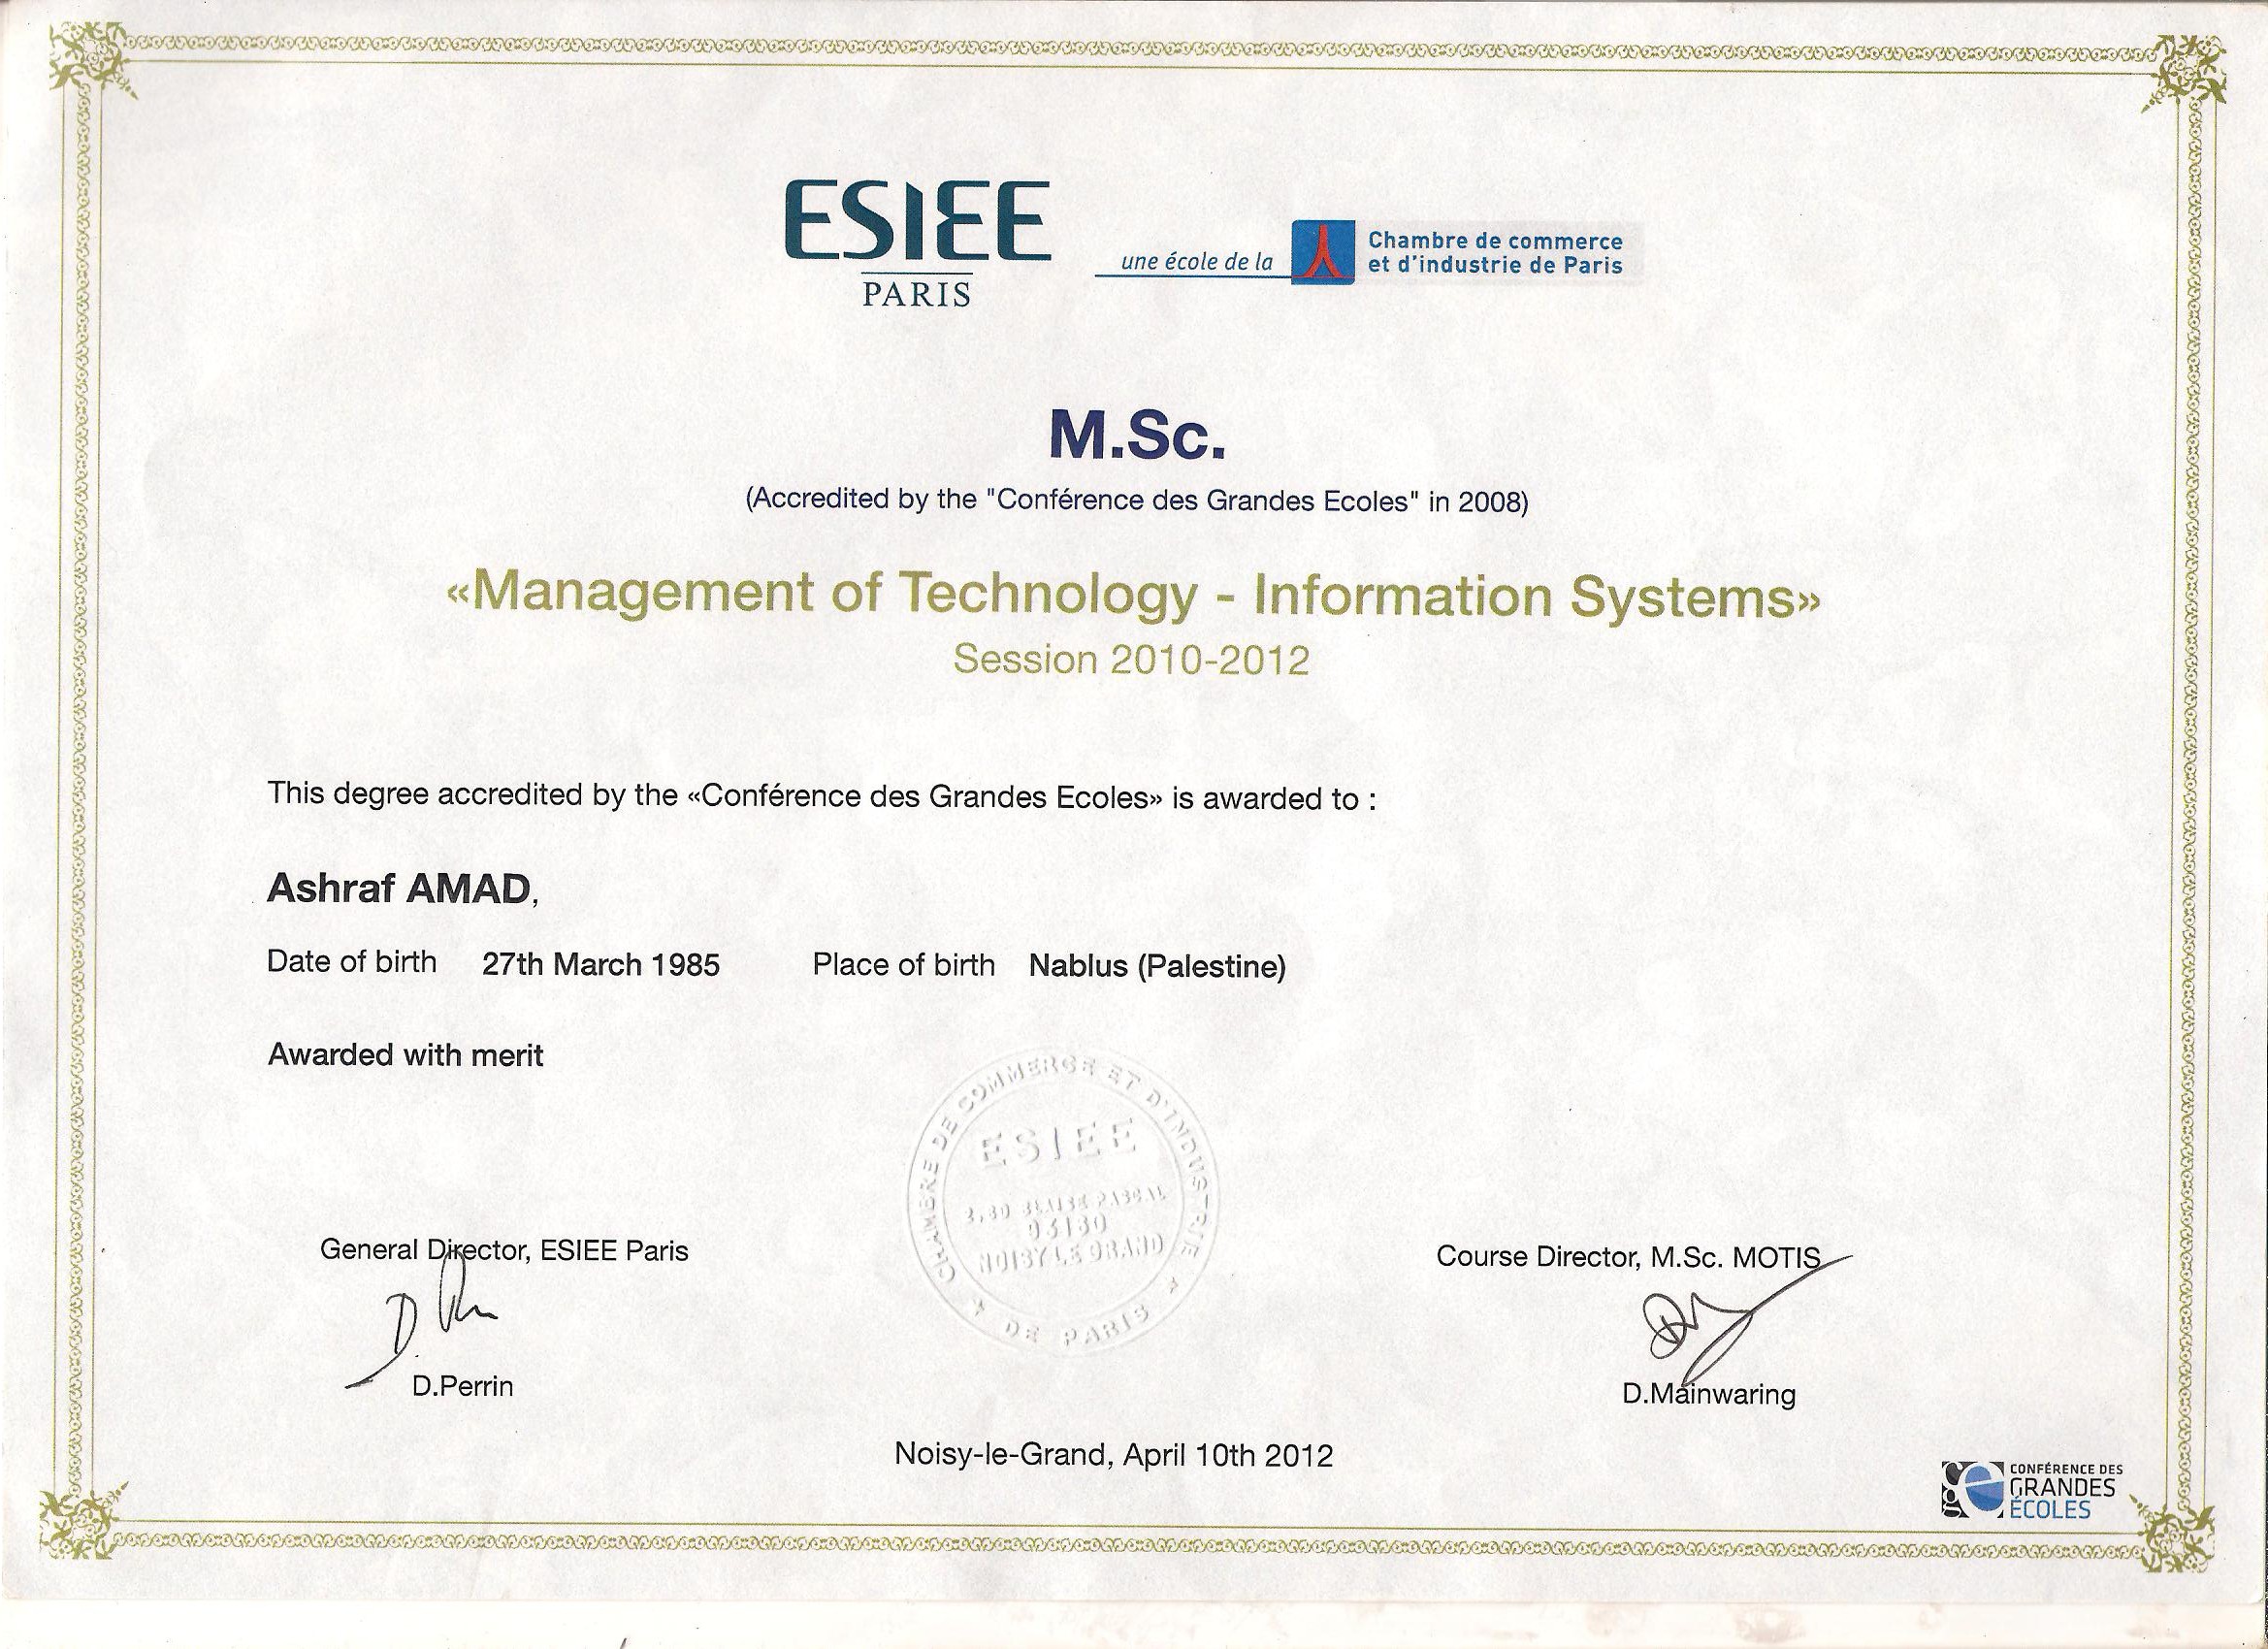 ESIEE
PARIS
une école de la
Chambre de commerce
et d'industrie de Paris
M.Sc.
(Accredited by the "Conférence des Grandes Ecoles" in 2008)
«Management of Technology - Information Systems»
Session 2010-2012
This degree accredited by the «Conférence des Grandes Ecoles» is awarded to :
Ashraf AMAD,
Date of birth 27th March 1985 Place of birth Nablus (Palestine)
Awarded with merit
CHAMBRE DE COMMERCE ET D'INDUSTRIE
ESIEE
2, BD BLAISE PASCAL
93160
NOISY LE GRAND
* DE PARIS *
General Director, ESIEE Paris
D.Perrin
Course Director, M.Sc. MOTIS
D.Mainwaring
Noisy-le-Grand, April 10th 2012
CONFÉRENCE DES
GRANDES
ÉCOLES